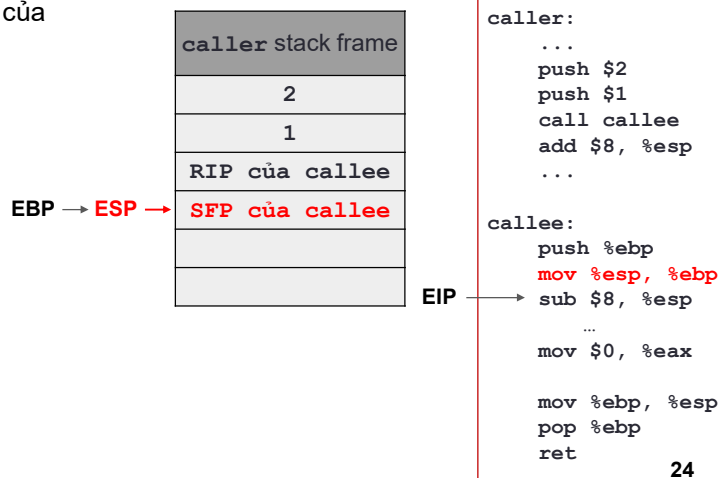 của
caller stack frame
2
1
RIP của callee
EBP
ESP
SFP của callee
EIP
caller:
...
push $2
push $1
call callee
add $8, %esp
...
callee:
push %ebp
mov %esp, %ebp
sub $8, %esp
…
mov $0, %eax
mov %ebp, %esp
pop %ebp
ret
24